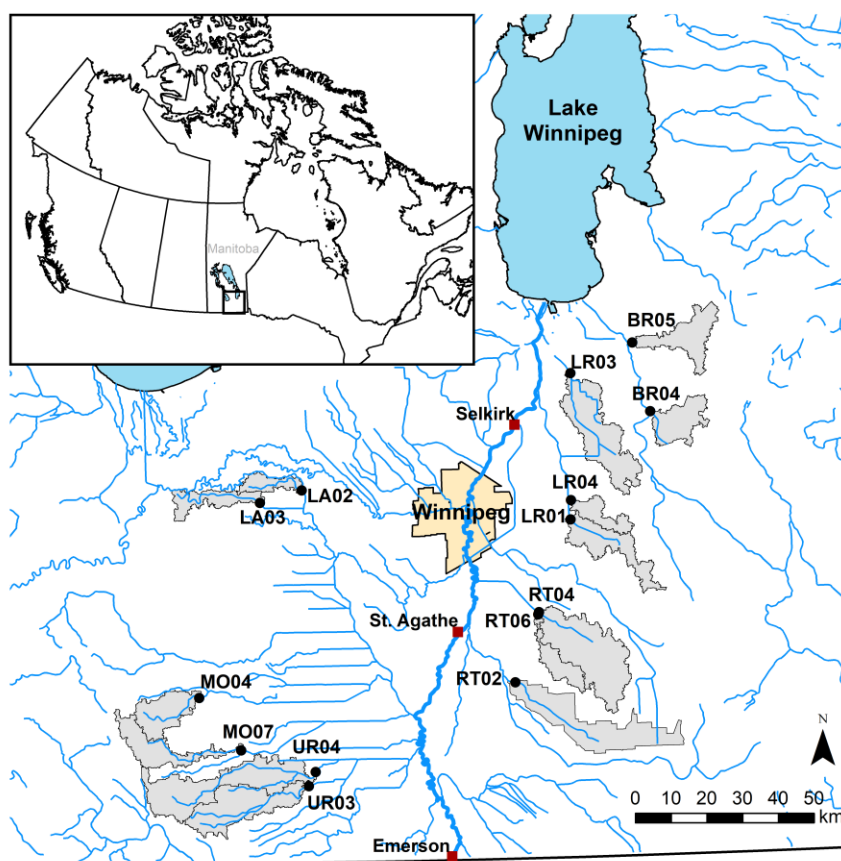 Manitoba
Lake
Winnipeg
BR05
LR03
BR04
Selkirk
LA02
LA03
LR04
Winnipeg
LR01
RT04
RT06
St. Agathe
RT02
MO04
MO07
UR04
UR03
N
0 10 20 30 40 50
km
Emerson